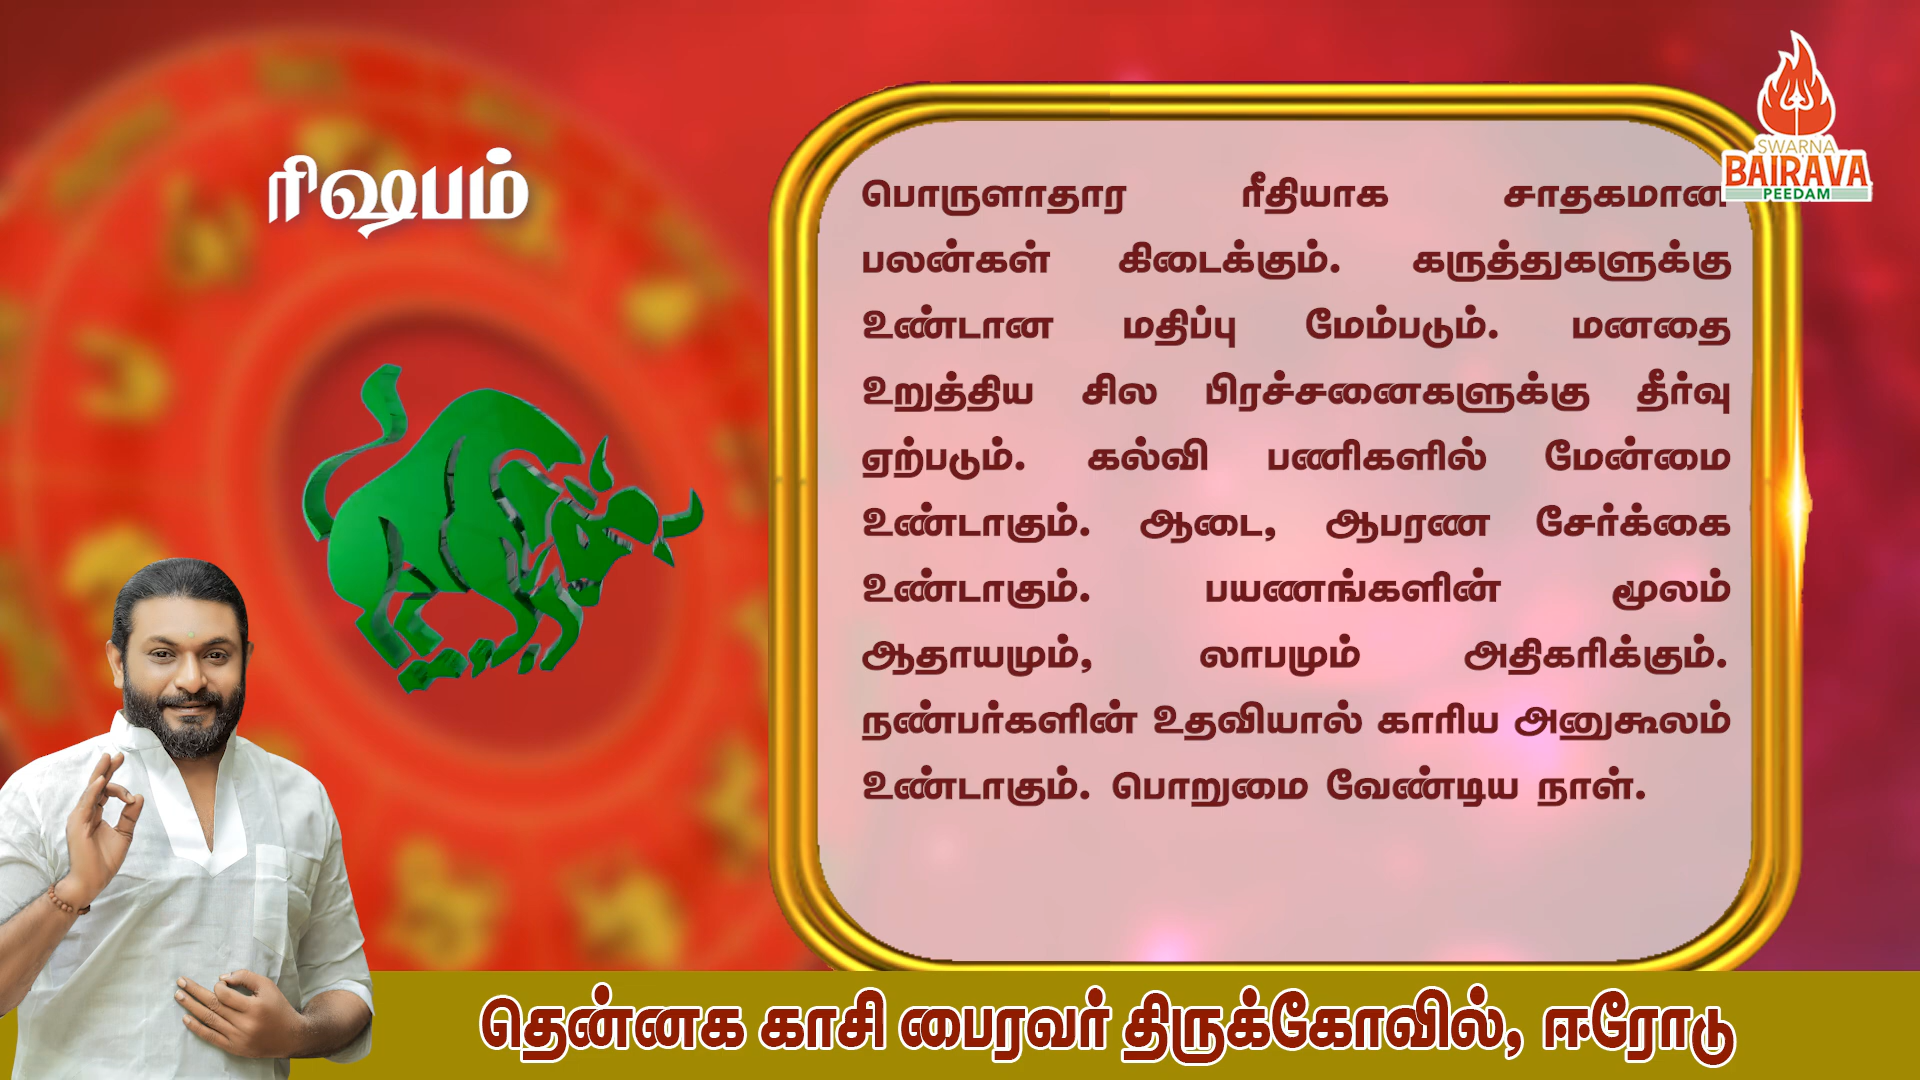 ரிஷபம்
SWARNA
BAIRAVA
PEEDAM
பொருளாதார ரீதியாக சாதகமான
பலன்கள் கிடைக்கும். கருத்துகளுக்கு
உண்டான மதிப்பு மேம்படும். மனதை
உறுத்திய சில பிரச்சனைகளுக்கு தீர்வு
ஏற்படும். கல்வி பணிகளில் மேன்மை
உண்டாகும். ஆடை, ஆபரண சேர்க்கை
உண்டாகும். பயணங்களின் மூலம்
ஆதாயமும், லாபமும் அதிகரிக்கும்.
நண்பர்களின் உதவியால் காரிய அனுகூலம்
உண்டாகும். பொறுமை வேண்டிய நாள்.
தென்னக காசி பைரவர் திருக்கோவில், ஈரோடு